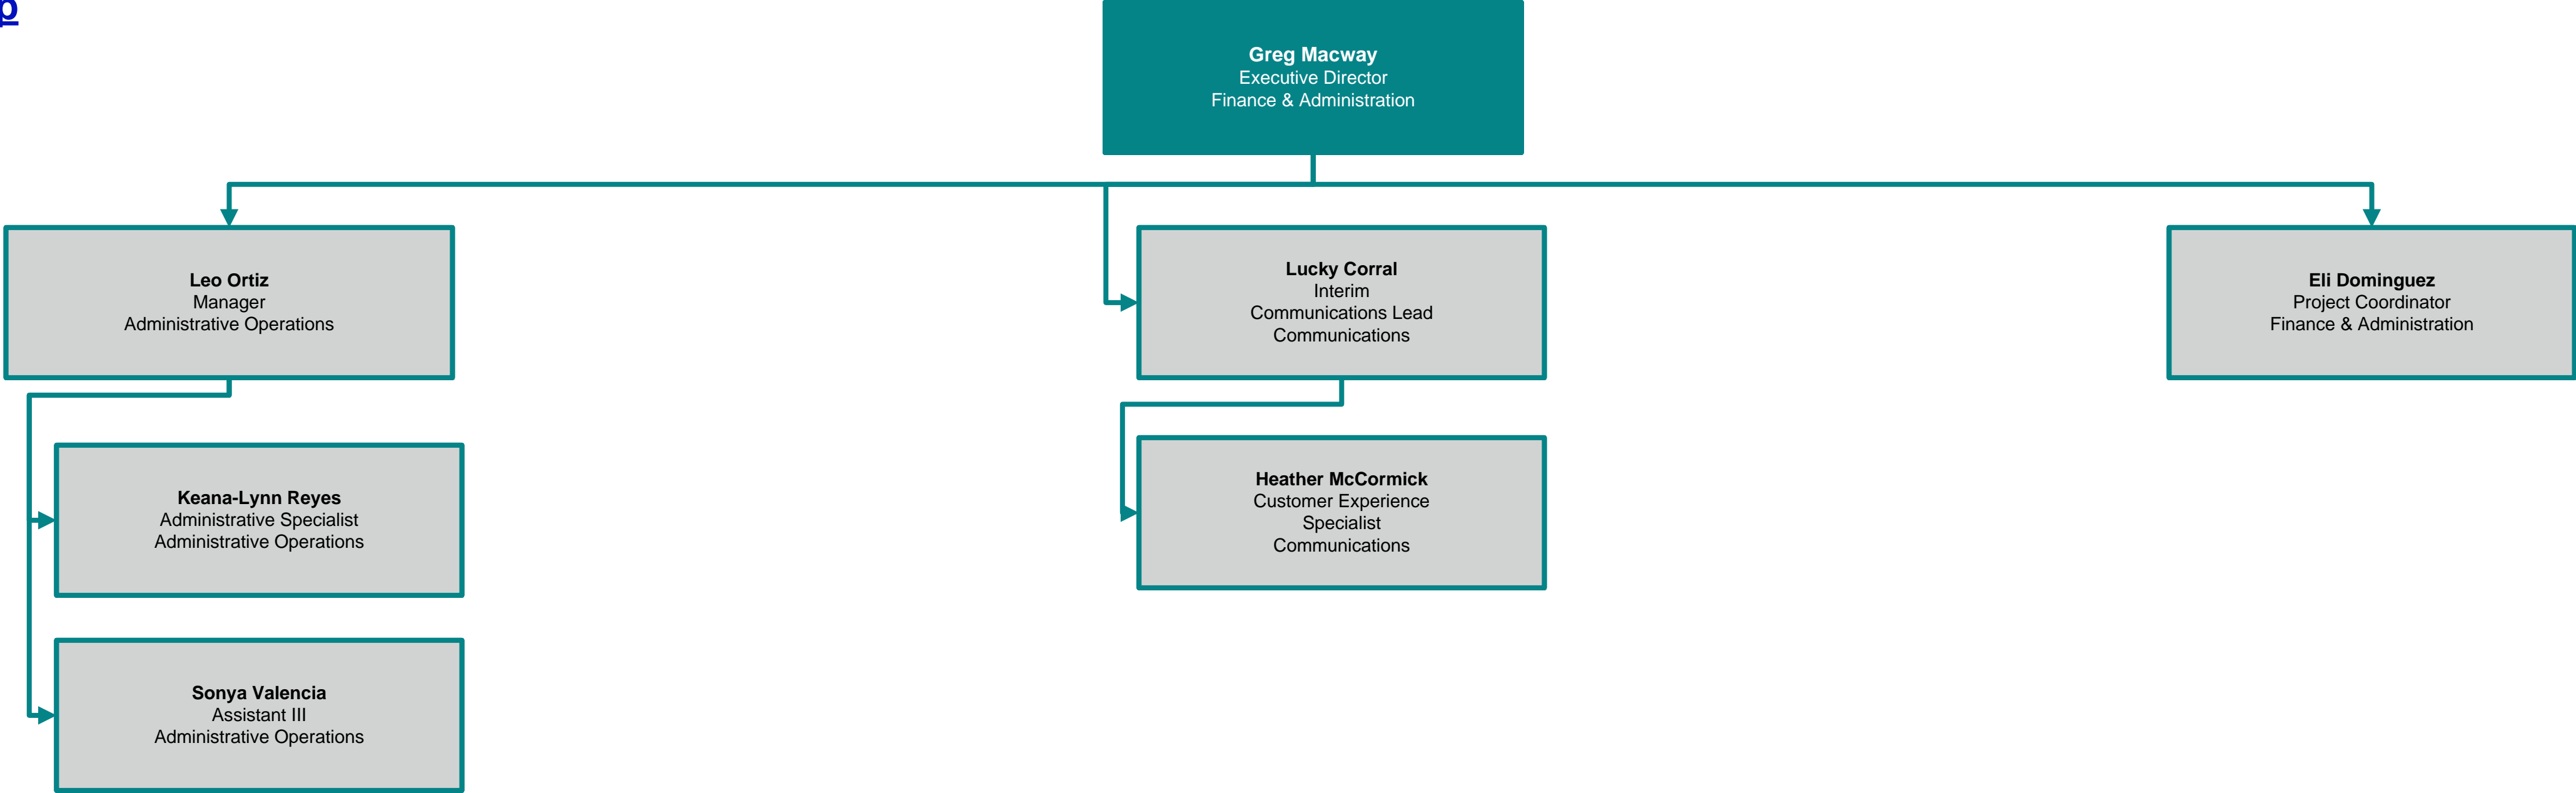 p
Greg Macway
Executive Director
Finance & Administration
Leo Ortiz
Manager
Administrative Operations
Lucky Corral
Interim
Communications Lead
Communications
Eli Dominguez
Project Coordinator
Finance & Administration
Keana-Lynn Reyes
Administrative Specialist
Administrative Operations
Heather McCormick
Customer Experience
Specialist
Communications
Sonya Valencia
Assistant III
Administrative Operations